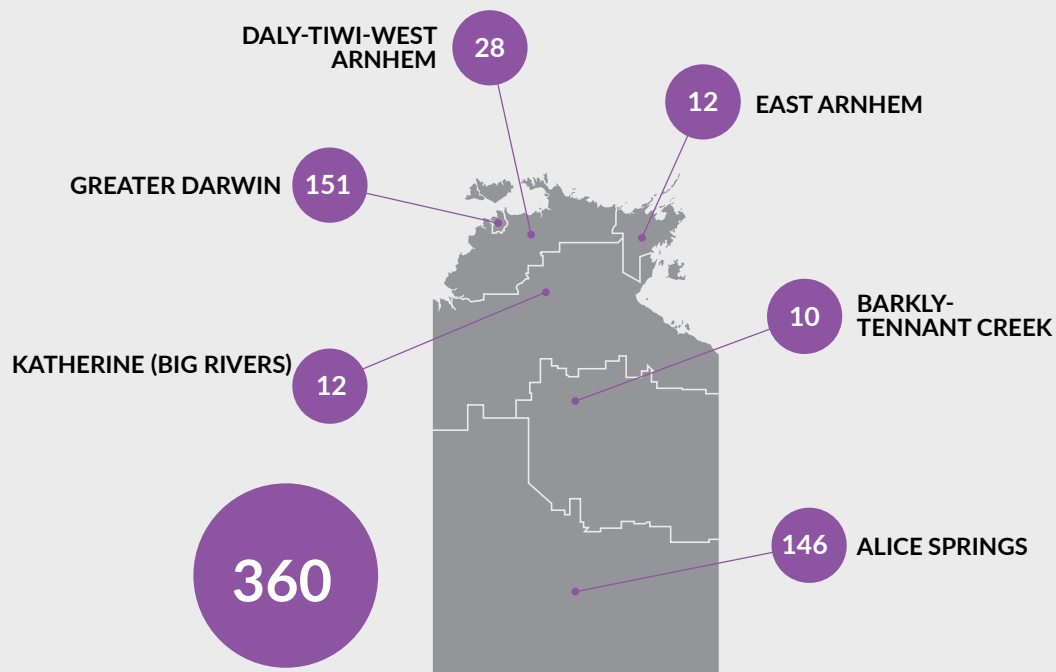 DALY-TIWI-WEST
ARNHEM
28
12
EAST ARNHEM
GREATER DARWIN
151
10
BARKLY-
TENNANT CREEK
KATHERINE (BIG RIVERS)
12
360
146
ALICE SPRINGS